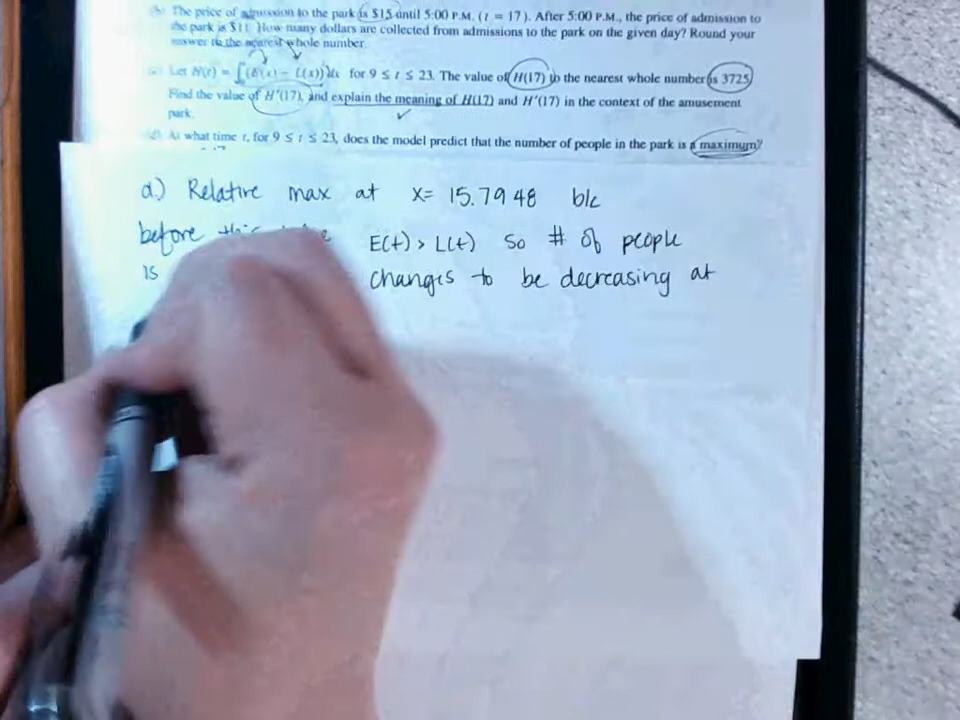 (b) The price of admission to the park is $15 until 5:00 P.M. (t = 17). After 5:00 P.M., the price of admission to
the park is $11. How many dollars are collected from admissions to the park on the given day? Round your
answer to the nearest whole number.
(c) Let H(t) = ∫(E(x) − L(x))dx for 9 ≤ t ≤ 23. The value of H(17) to the nearest whole number is 3725.
Find the value of H′(17), and explain the meaning of H(17) and H′(17) in the context of the amusement
park.
(d) At what time t, for 9 ≤ t ≤ 23, does the model predict that the number of people in the park is a maximum?
d.) Relative max at x= 15.7948 b/c
before this E(t) > L(t) so # of people
is changes to be decreasing at